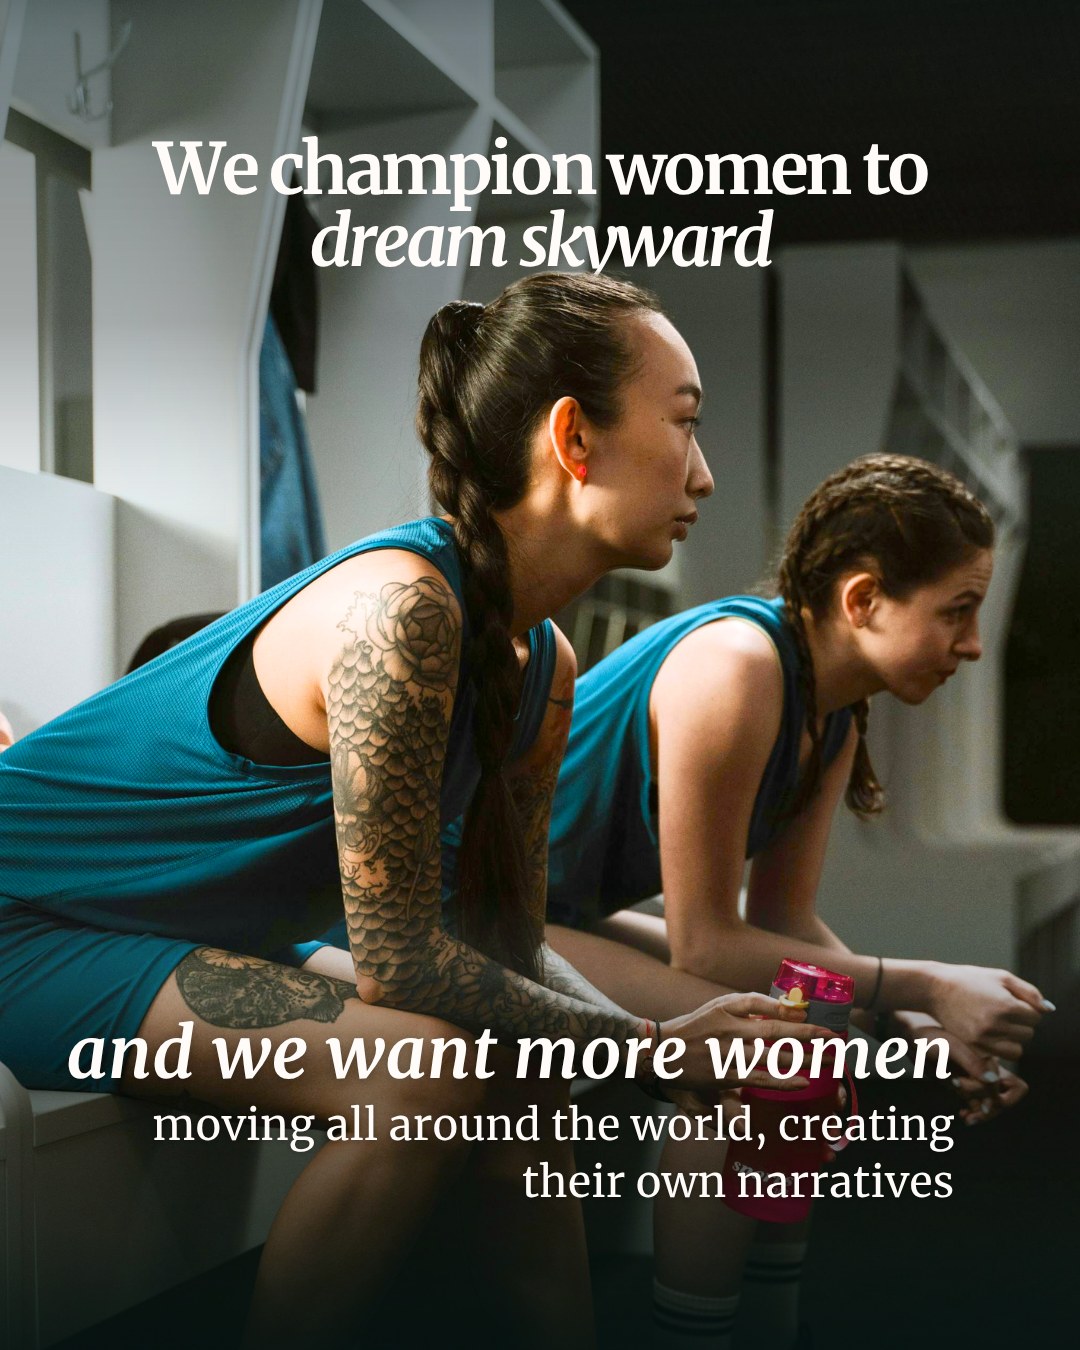 We champion women to
dream skyward
and we want more women
moving all around the world, creating
their own narratives